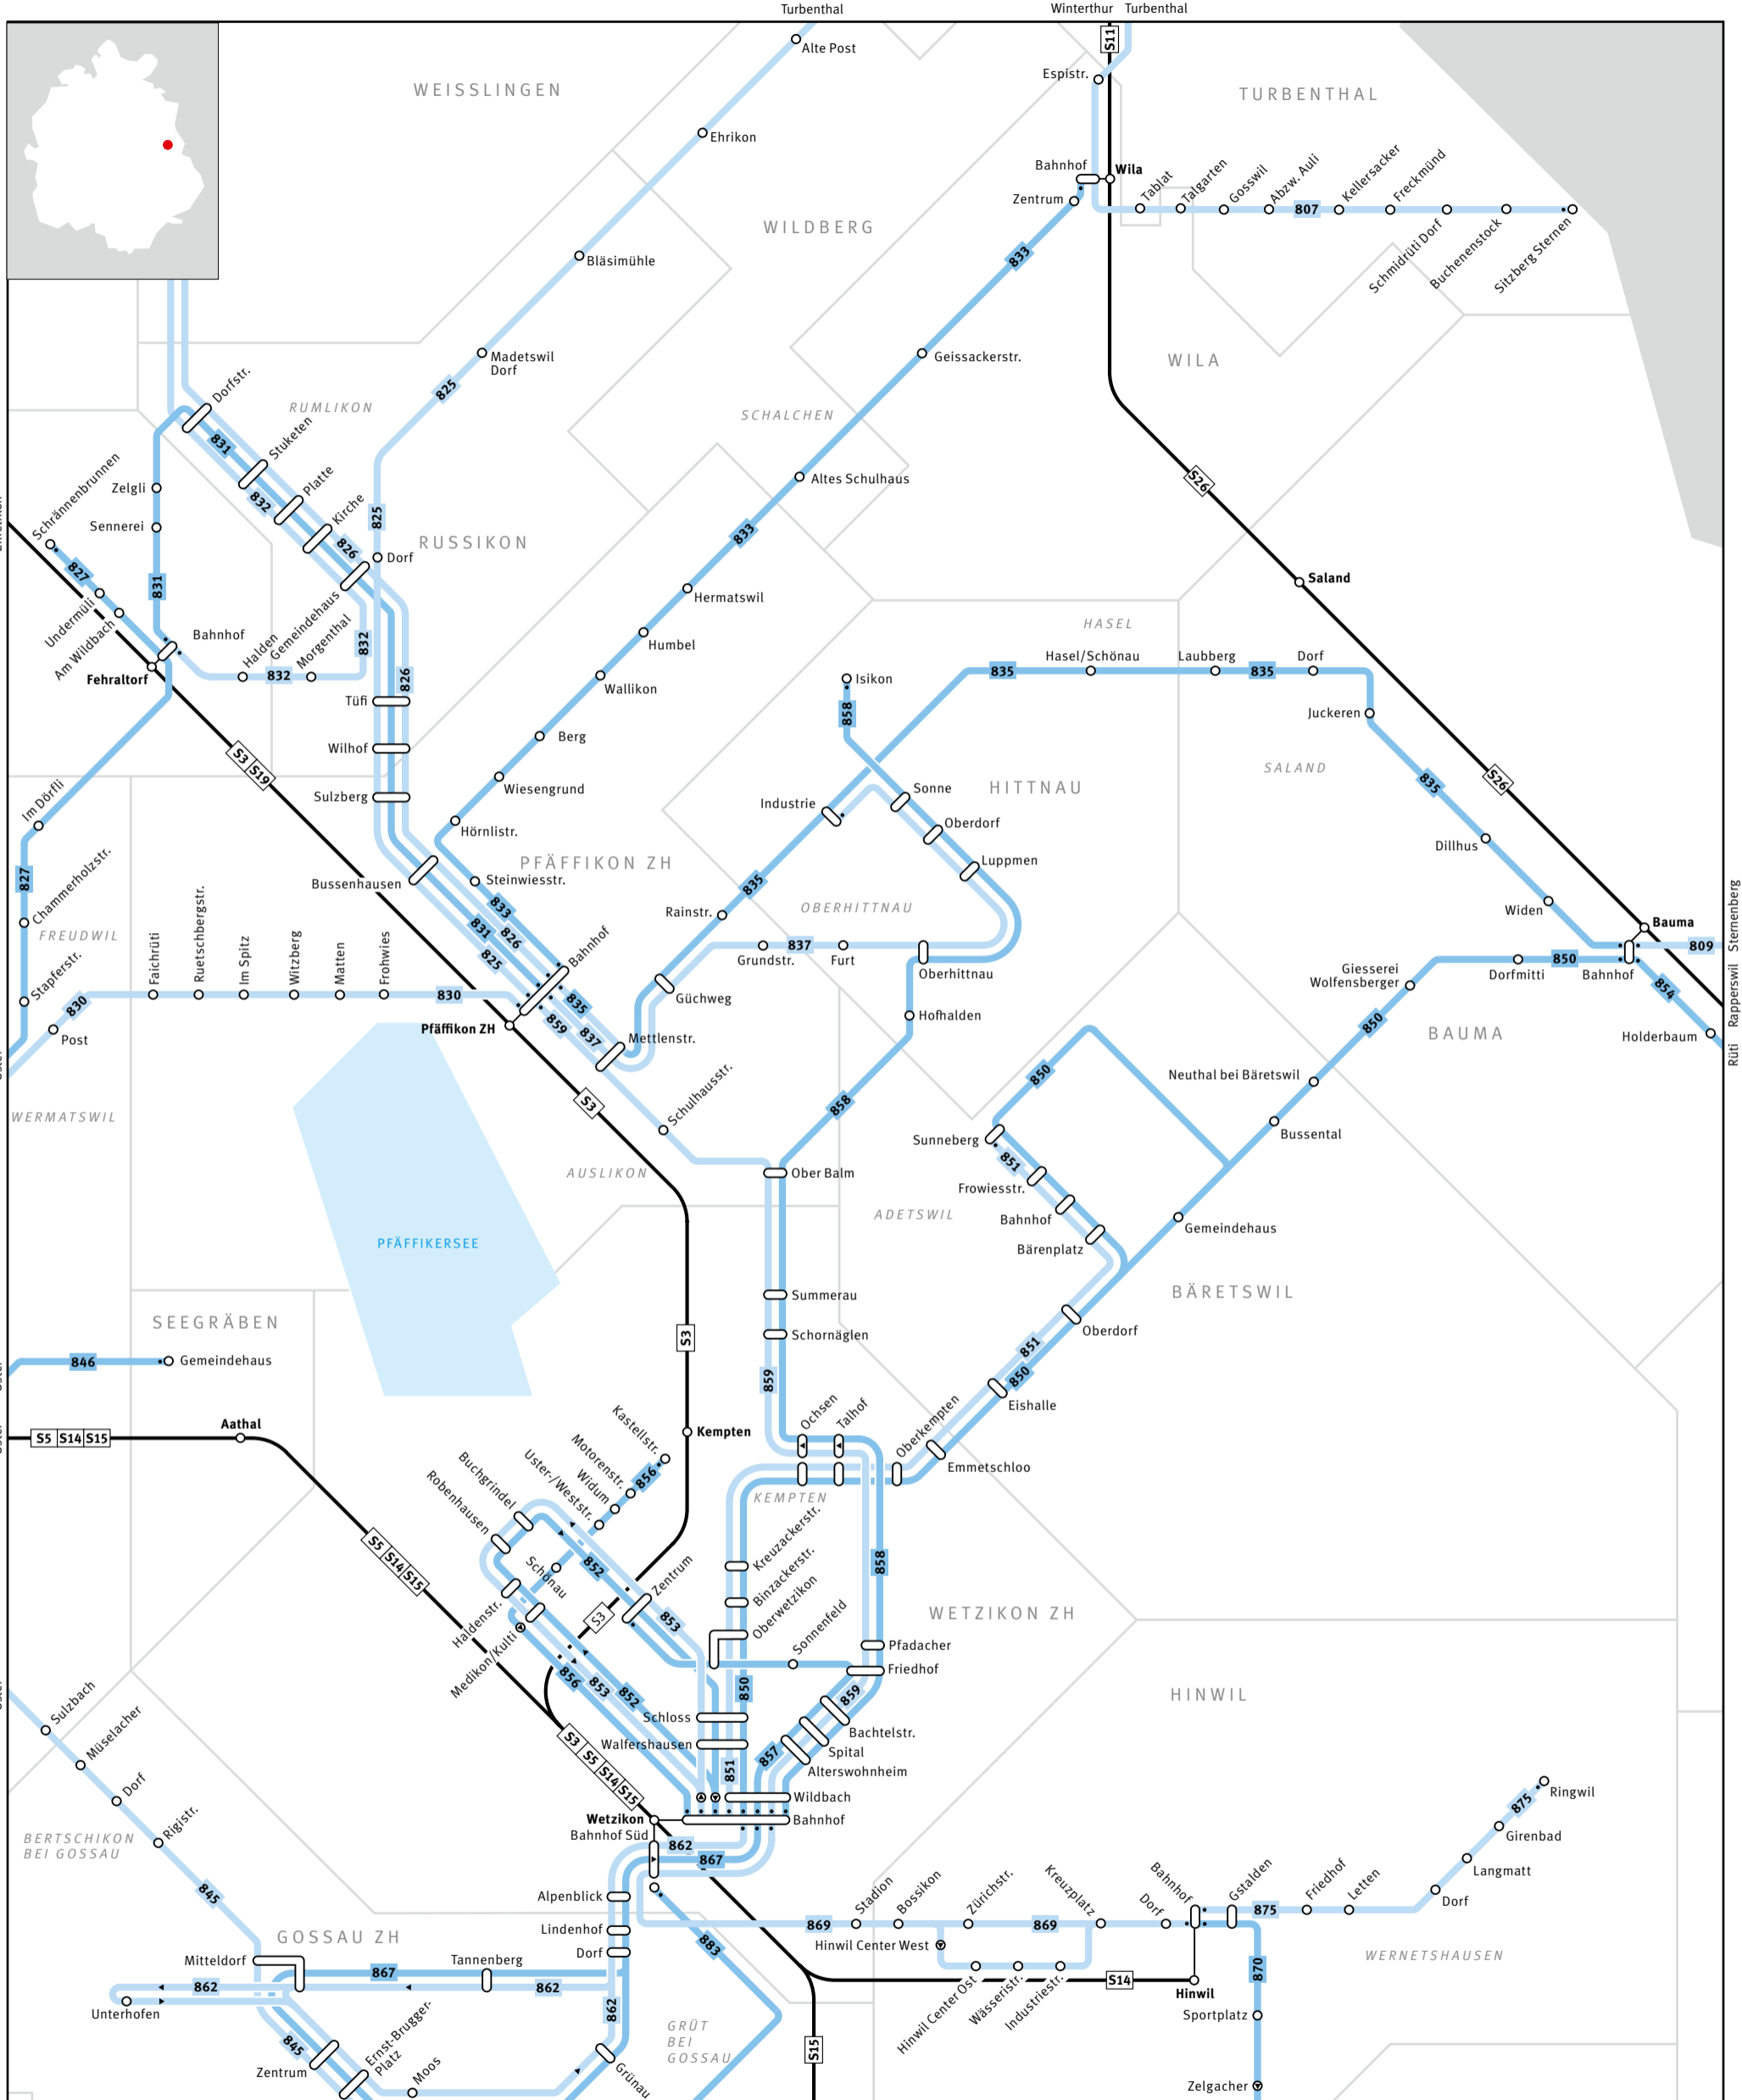 Turbenthal
Winterthur
Turbenthal
S11
Alte Post
Espistr.
WEISSLINGEN
TURBENTHAL
Ehrikon
Bahnhof
Wila
Zentrum
Tablat
Talgarten
Gosswil
Abzw. Auli
807
Kellersacker
Freckmünd
Schmidrüti Dorf
Buchenenstock
Sitzberg Sternen
WILDBERG
833
Bläsimühle
Madetswil
Dorf
Geissackerstr.
WILA
825
Dorfstr.
RUMLIKON
SCHALCHEN
831
Stuketen
Schrännenbrunnen
Zelgli
832
Platte
Altes Schulhaus
S26
Sennerei
Kirche
825
826
RUSSIKON
833
Dorf
827
831
Undermüli
Am Wildbach
Hermatswil
Saland
Bahnhof
Halden
Gemeindehaus
Morgenthal
832
Humbel
HASEL
Fehraltorf
832
826
Wallikon
Isikon
835
Hasel/Schönau
Laubberg
835
Dorf
Tüfi
858
Juckeren
Wilhof
Berg
S3 S19
Wiesengrund
SALAND
S26
835
Sulzberg
Im Dörfli
Hörnlistr.
Industrie
Sonne
HITTNAU
Oberdorf
Dillhus
827
Chammerholzstr.
Bussenhausen
PFÄFFIKON ZH
Steinwiesstr.
Luppmen
835
833
831
826
825
Rainstr.
OBERHITTNAU
Widen
Bauma
FREUDWIL
Faichrüti
Ruetschbergstr.
Im Spitz
Witzberg
Matten
Frohwies
Bahnhof
Grundstr.
837
Furt
Oberhittnau
809
Sternenberg
Giesserei
Wolfensberger
Dorfmitti
850
Bahnhof
Stapferstr.
830
830
Post
Pfäffikon ZH
835
859
837
Güchweg
Hofhalden
854
Rapperswil
Mettlenstr.
850
BAUMA
Holderbaum
Rüti
WERMATSWIL
S3
Schulhausstr.
858
850
Neuthal bei Bäretswil
Bussental
Sunneberg
851
AUSLIKON
Ober Balm
Frowiesstr.
ADETSWIL
Bahnhof
Gemeindehaus
PFÄFFIKERSEE
Bärenplatz
SEEGRÄBEN
Summerau
BÄRETSWIL
S3
Schornäglen
Oberdorf
851
846
Gemeindehaus
859
850
Eishalle
Aathal
S5 S14 S15
Kastellstr.
Kempten
Ochsen
Talhof
Oberkempten
Motorenstr.
Widum
856
Uster-/Weststr.
Buchgrindel
Robenhausen
Emmetschloo
KEMPTEN
S5 S14 S15
Schönau
852
Kreuzackerstr.
858
Zentrum
Binzackerstr.
Haldenstr.
S3
853
Oberwetzikon
Sonnenfeld
WETZIKON ZH
Medikon/Kulti
Pfadacher
Friedhof
856
853
852
850
859
HINWIL
Sulzbach
Schloss
Bachtelstr.
Müselacher
Walfershausen
857
Spital
S3 S5 S14 S15
851
Alterswohnheim
Dorf
Wildbach
Ringwil
875
Wetzikon
Bahnhof
Rigistr.
Bahnhof Süd
862
867
Girenbad
BERTSCHIKON
BEI GOSSAU
Langmatt
845
Alpenblick
Stadion
Bossikon
Zürichstr.
Kreuzplatz
Dorf
Bahnhof
Gstalden
Friedhof
Letten
Dorf
875
GOSSAU ZH
Lindenhof
869
869
883
Hinwil Center West
Dorf
WERNETSHAUSEN
Mitteldorf
867
Tannenberg
862
862
870
Hinwil Center Ost
Wässeristr.
Industriestr.
S14
Hinwil
Unterhofen
862
Sportplatz
GRÜT
BEI
GOSSAU
845
Zentrum
Ernst-Brugger-
Platz
Moos
Grünau
S15
Zelgacher